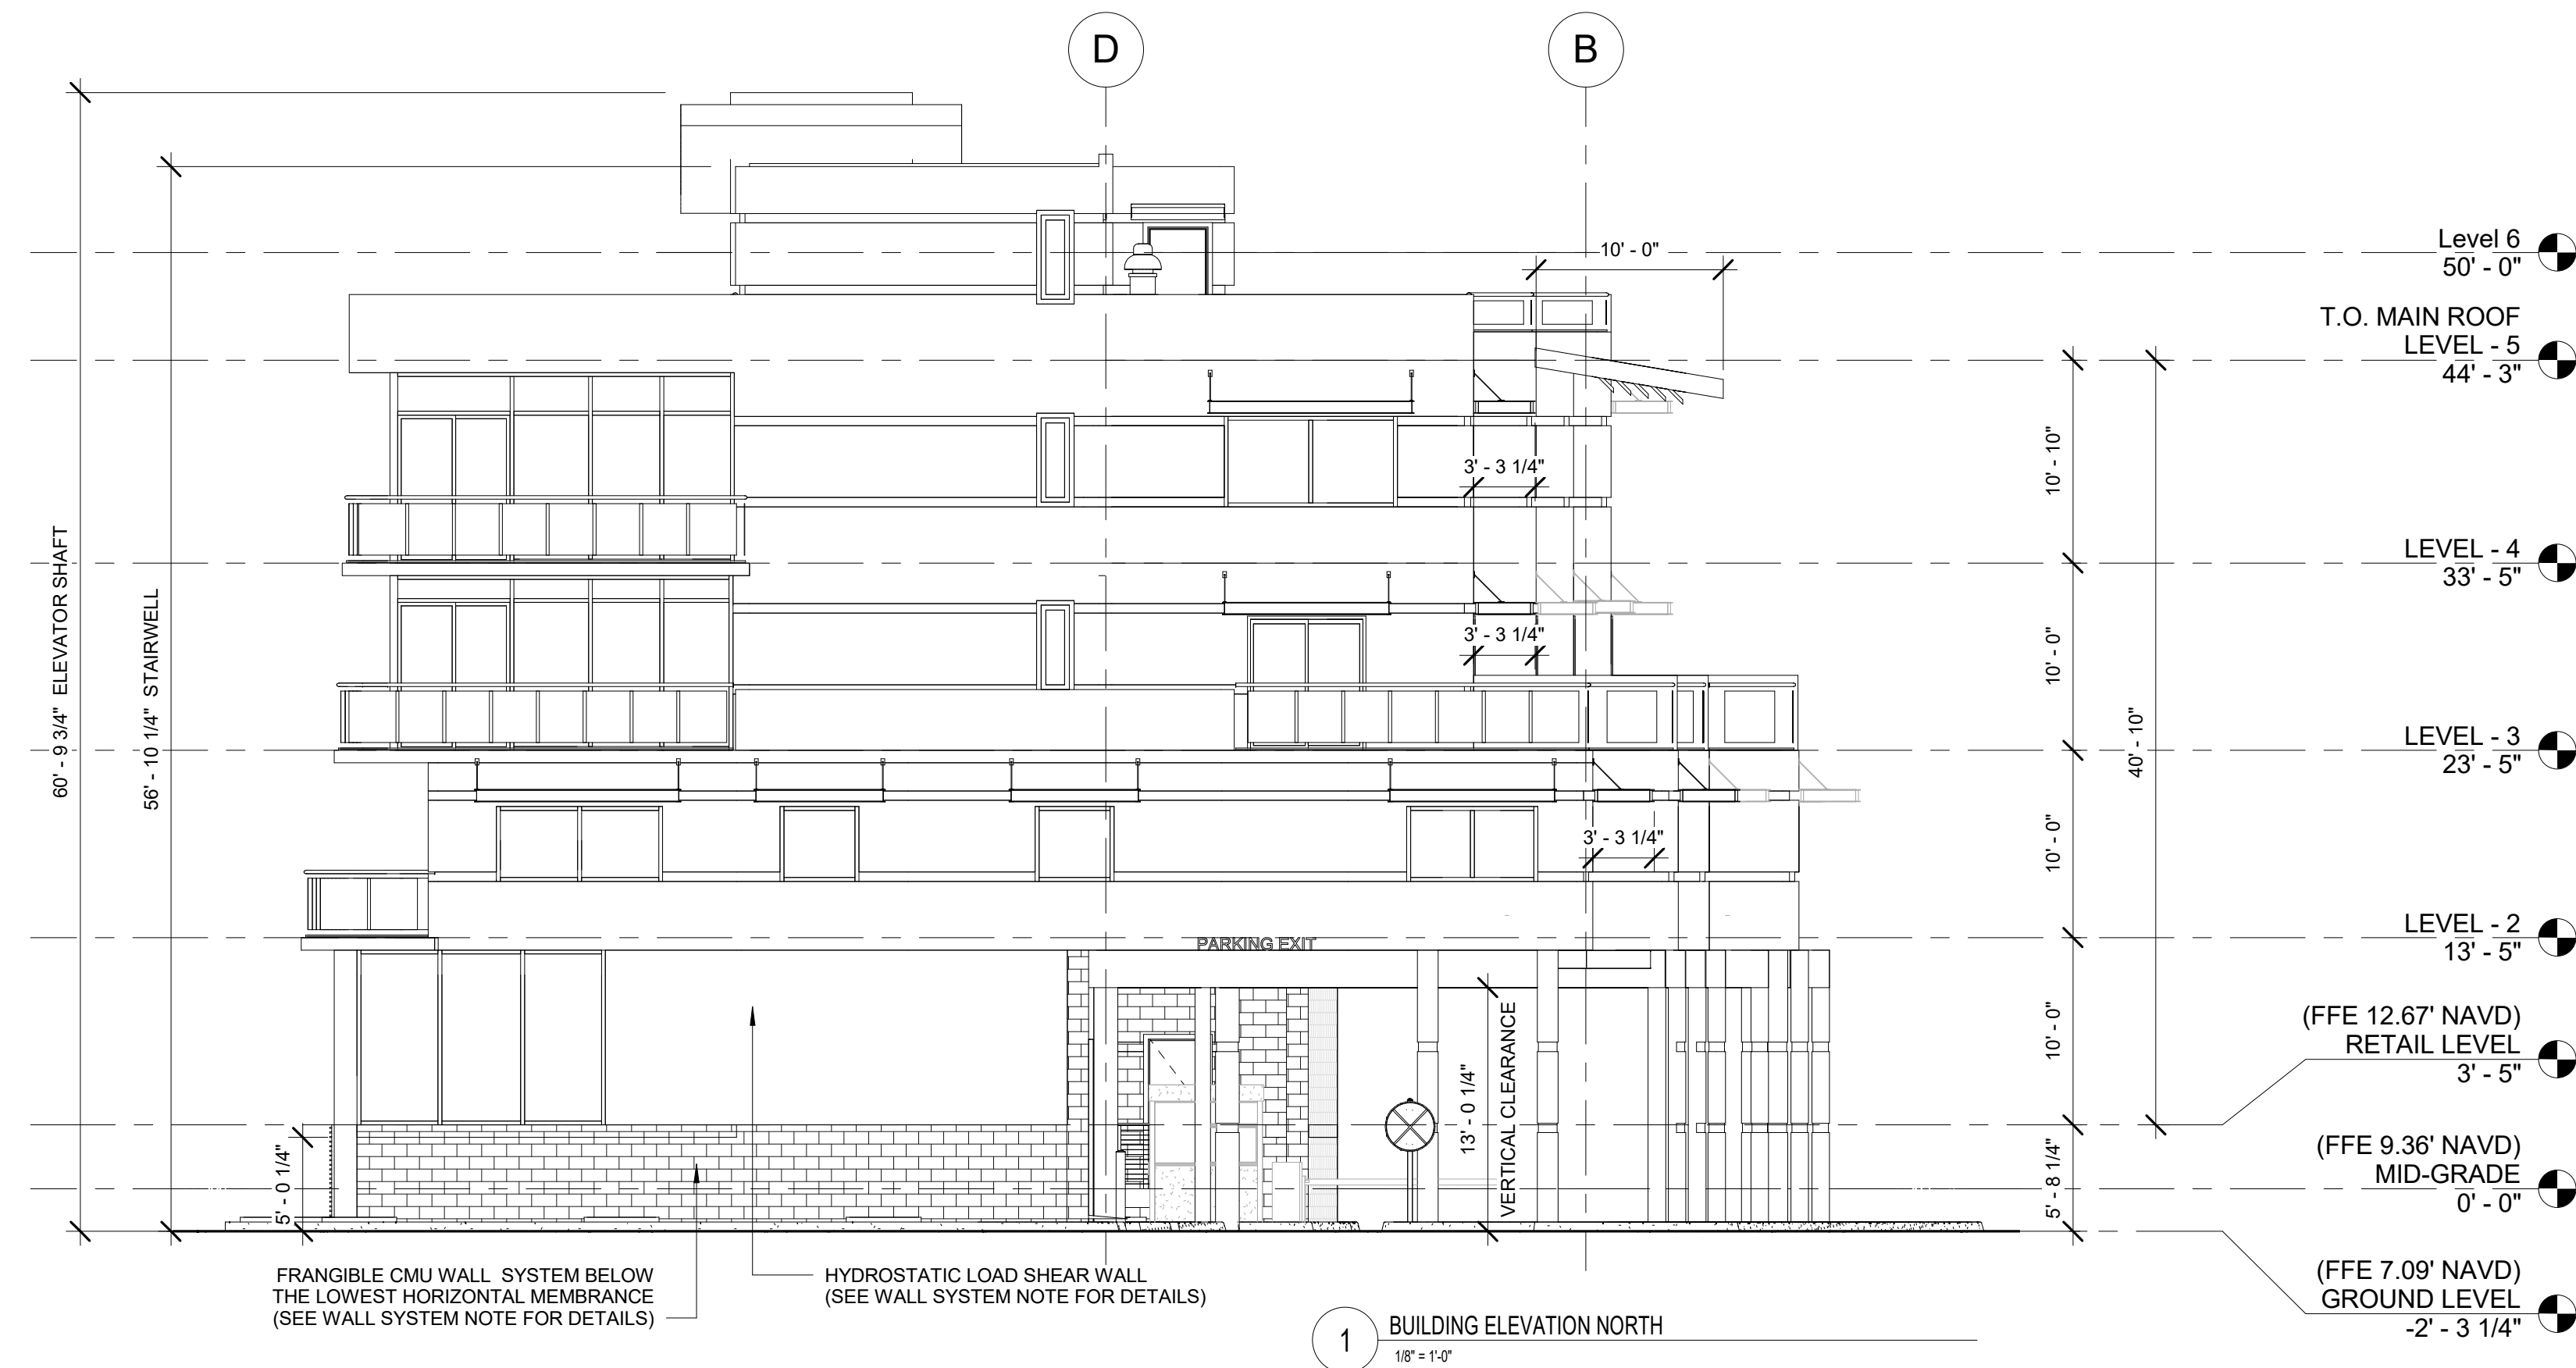 D
B
10' - 0"
Level 6
50' - 0"
T.O. MAIN ROOF
LEVEL - 5
44' - 3"
10' - 10"
3' - 3 1/4"
LEVEL - 4
33' - 5"
60' - 9 3/4" ELEVATOR SHAFT
56' - 10 1/4" STAIRWELL
3' - 3 1/4"
10' - 0"
40' - 10"
LEVEL - 3
23' - 5"
3' - 3 1/4"
10' - 0"
PARKING EXIT
LEVEL - 2
13' - 5"
10' - 0"
(FFE 12.67' NAVD)
RETAIL LEVEL
3' - 5"
13' - 0 1/4"
VERTICAL CLEARANCE
5' - 0 1/4"
5' - 8 1/4"
(FFE 9.36' NAVD)
MID-GRADE
0' - 0"
(FFE 7.09' NAVD)
GROUND LEVEL
-2' - 3 1/4"
FRANGIBLE CMU WALL SYSTEM BELOW
THE LOWEST HORIZONTAL MEMBRANCE
(SEE WALL SYSTEM NOTE FOR DETAILS)
HYDROSTATIC LOAD SHEAR WALL
(SEE WALL SYSTEM NOTE FOR DETAILS)
1
BUILDING ELEVATION NORTH
1/8" = 1'-0"